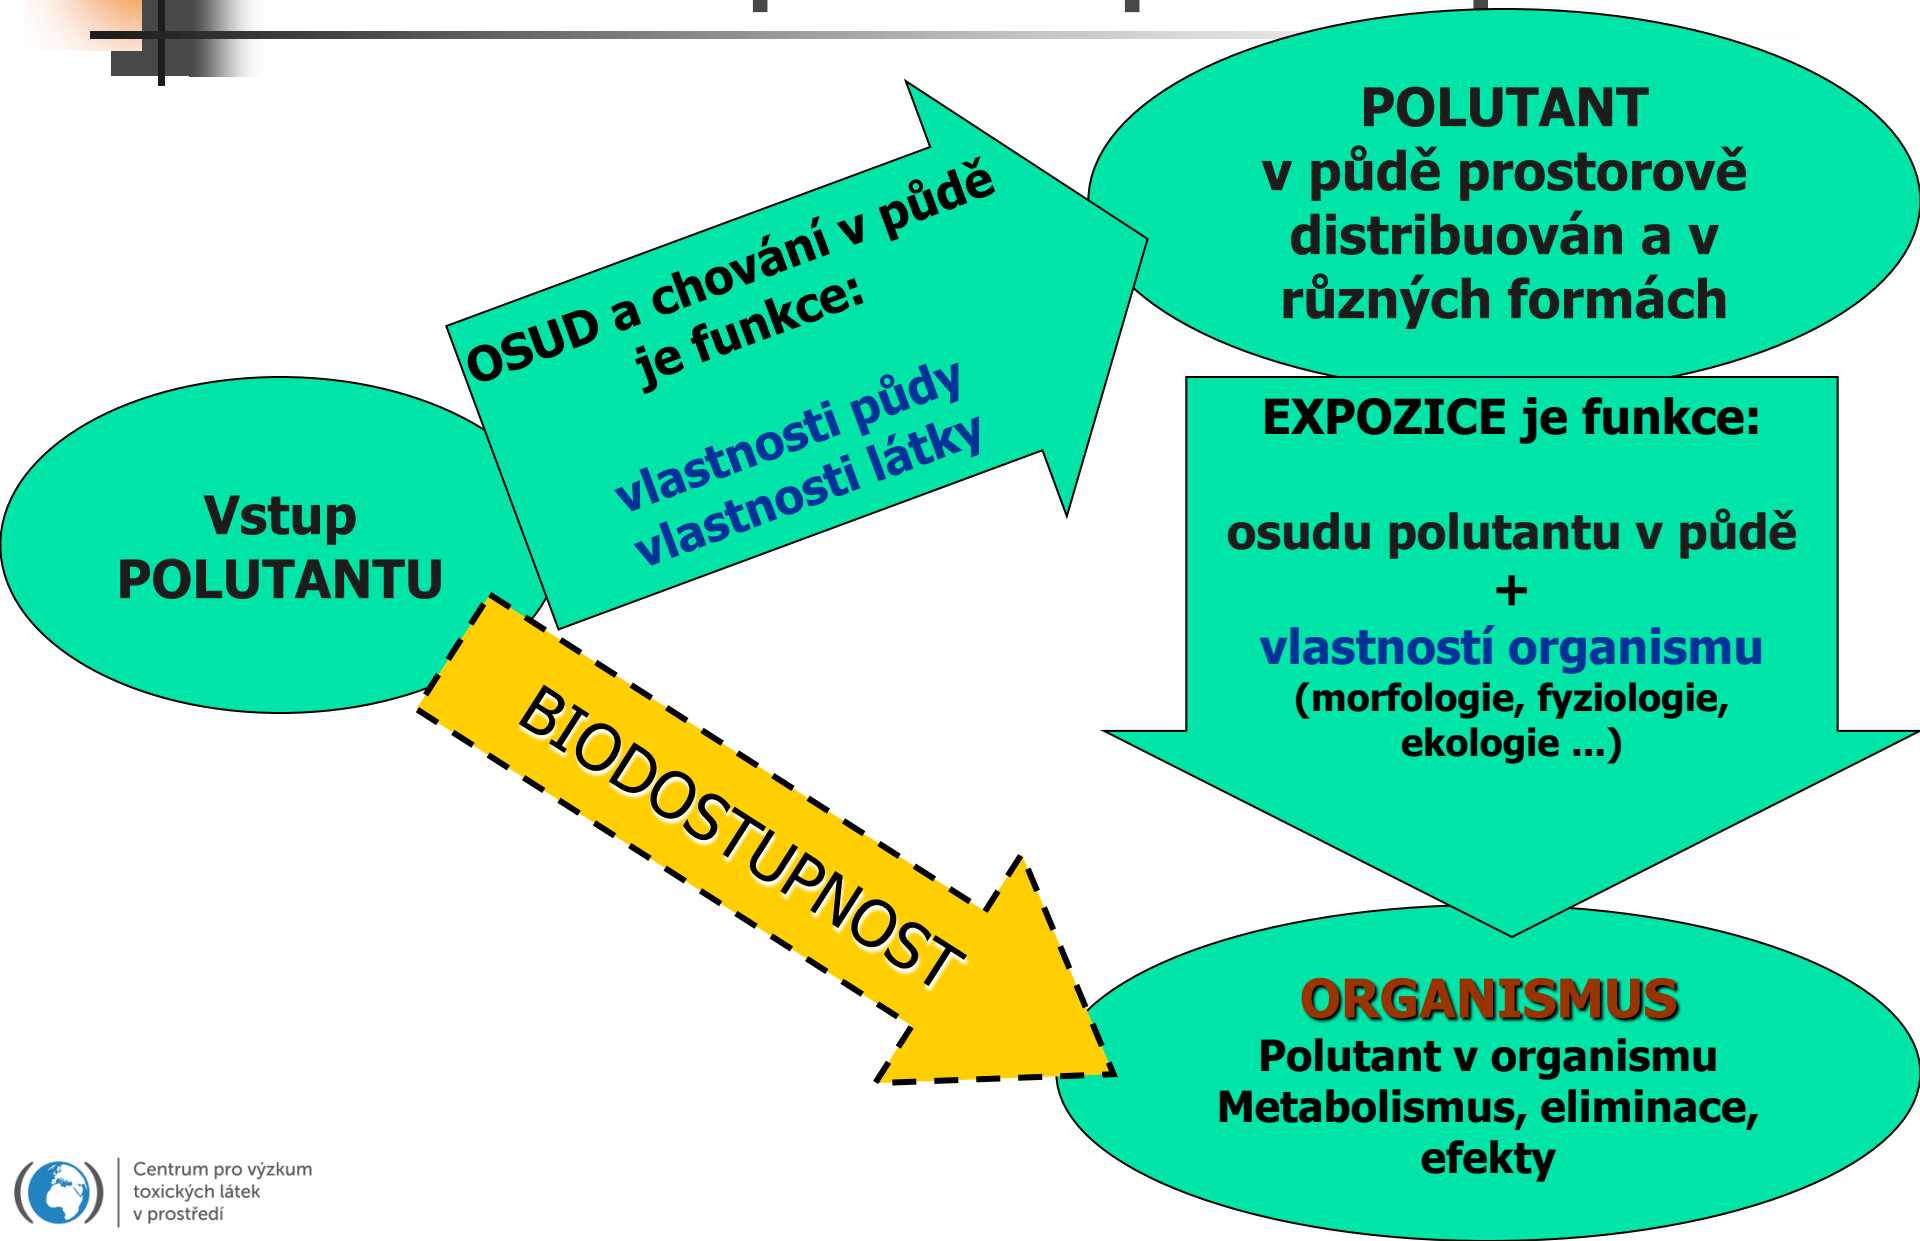 POLUTANT
v půdě prostorově
distribuován a v
různých formách
OSUD a chování v půdě
je funkce:
vlastnosti půdy
vlastnosti látky
EXPOZICE je funkce:
osudu polutantu v půdě
+
vlastností organismu
(morfologie, fyziologie,
ekologie ...)
Vstup
POLUTANTU
BIODOSTUPNOST
ORGANISMUS
Polutant v organismu
Metabolismus, eliminace,
efekty
Centrum pro výzkum
toxických látek
v prostředí